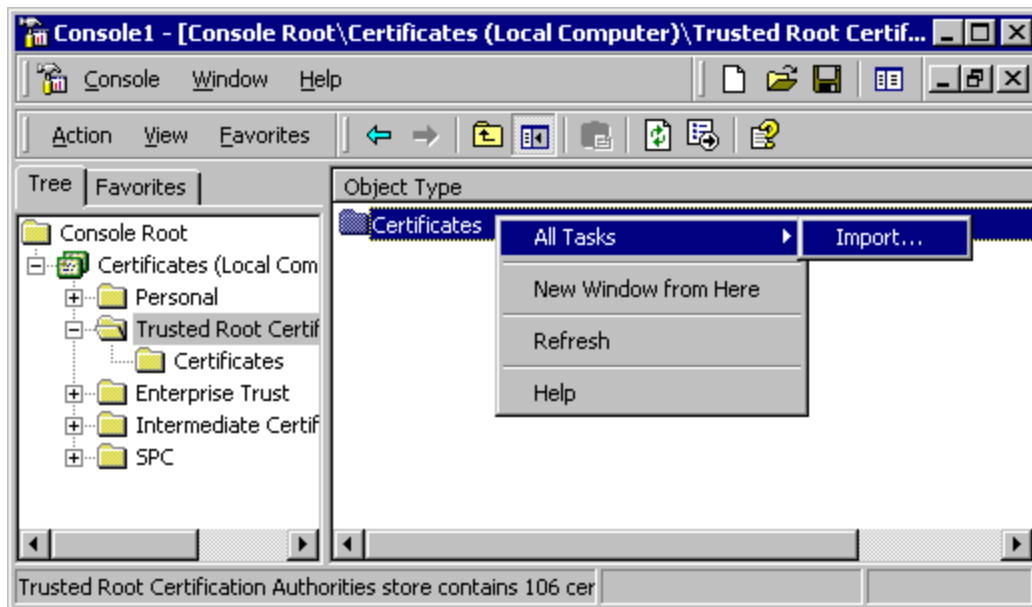 Console1 - [Console Root\Certificates (Local Computer)\Trusted Root Certif...
Console Window Help
Action View Favorites
Tree Favorites
Object Type
Console Root
Certificates (Local Com
Personal
Trusted Root Certif
Certificates
Enterprise Trust
Intermediate Certif
SPC
Certificates
All Tasks
Import...
New Window from Here
Refresh
Help
Trusted Root Certification Authorities store contains 106 cer